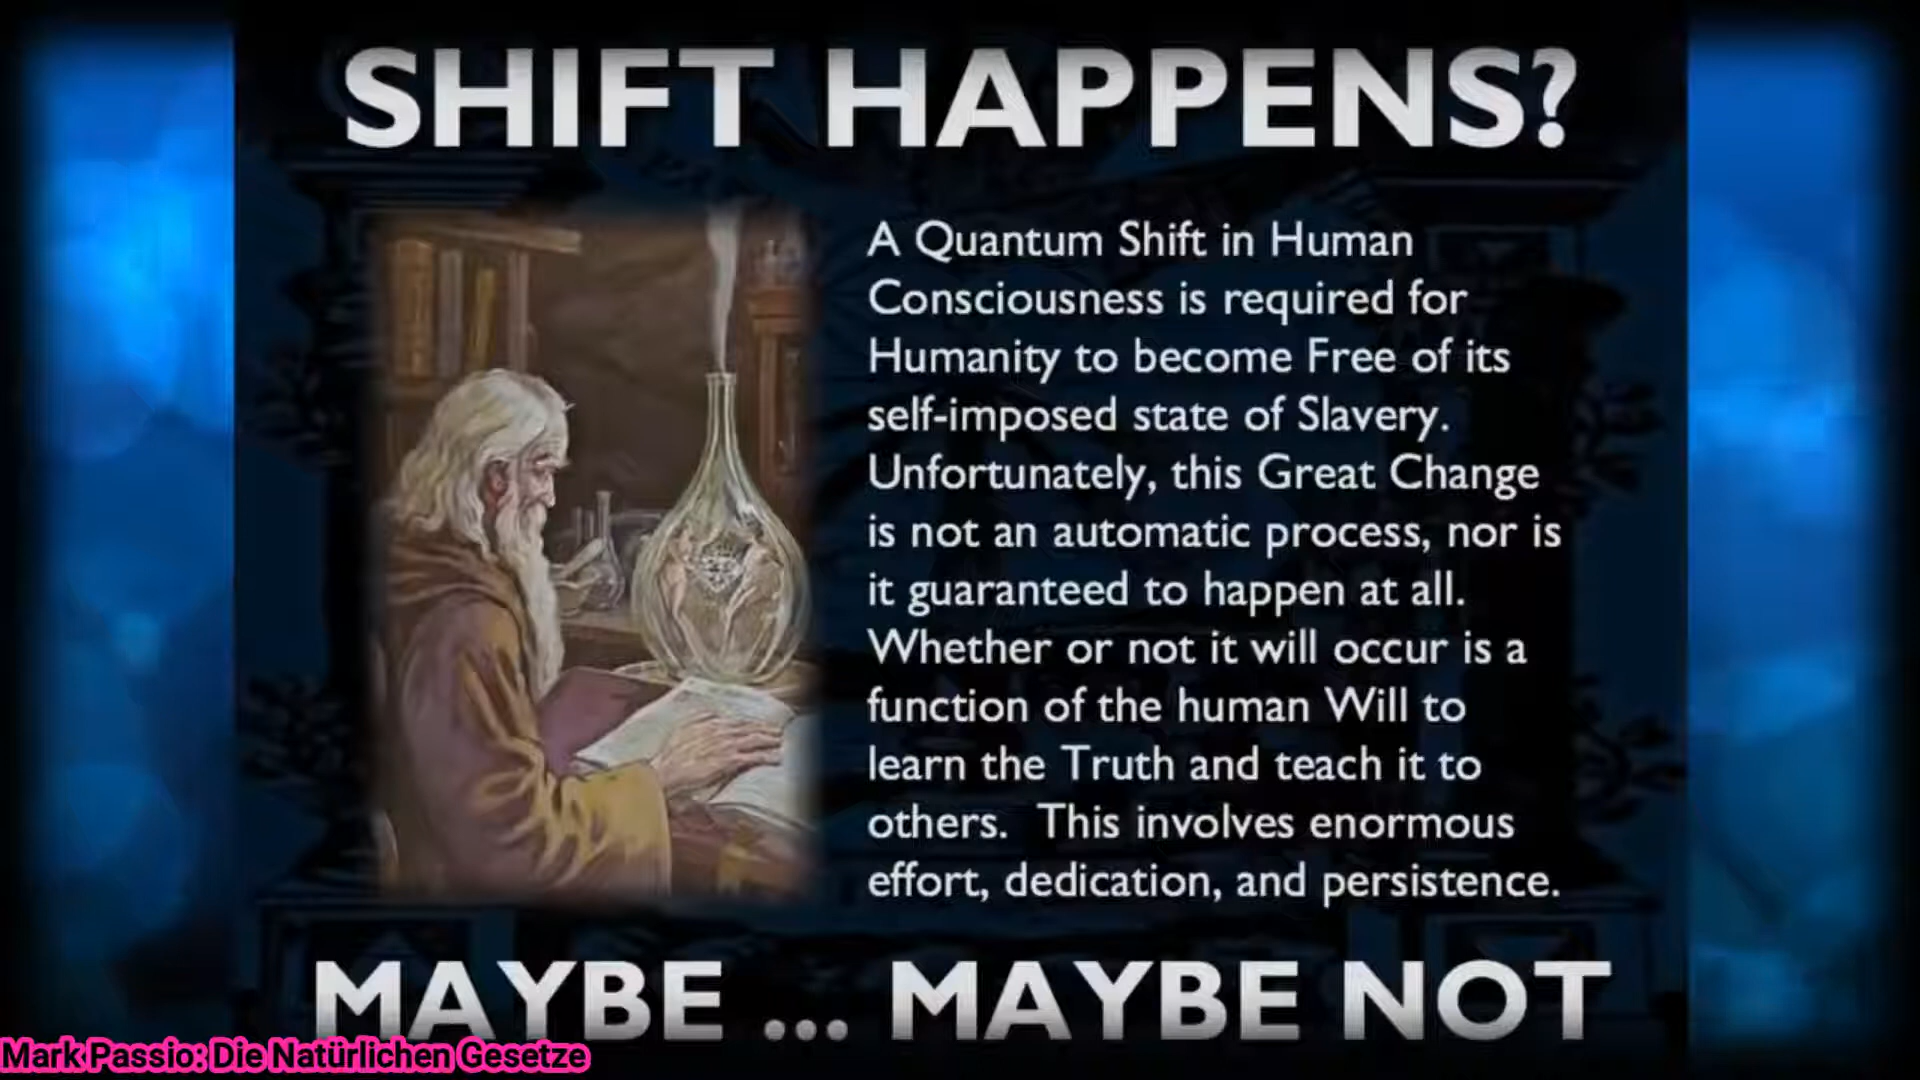 SHIFT HAPPENS?
A Quantum Shift in Human
Consciousness is required for
Humanity to become Free of its
self-imposed state of Slavery.
Unfortunately, this Great Change
is not an automatic process, nor is
it guaranteed to happen at all.
Whether or not it will occur is a
function of the human Will to
learn the Truth and teach it to
others.  This involves enormous
effort, dedication, and persistence.
MAYBE ... MAYBE NOT
Mark Passio: Die Natürlichen Gesetze